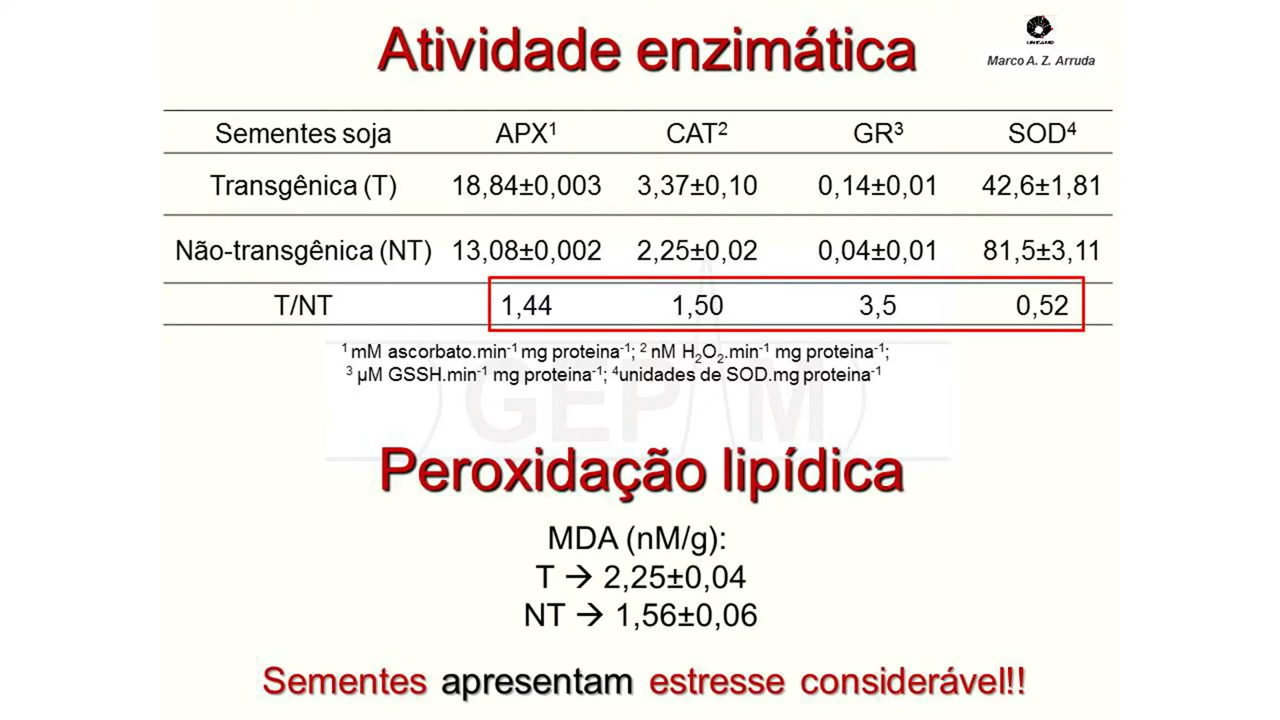 Atividade enzimática
UNICAMP
Marco A. Z. Arruda
Sementes soja APX¹ CAT² GR³ SOD⁴
Transgênica (T) 18,84±0,003 3,37±0,10 0,14±0,01 42,6±1,81
Não-transgênica (NT) 13,08±0,002 2,25±0,02 0,04±0,01 81,5±3,11
T/NT 1,44 1,50 3,5 0,52
¹ mM ascorbato.min⁻¹ mg proteina⁻¹; ² nM H₂O₂.min⁻¹ mg proteina⁻¹;
³ µM GSSH.min⁻¹ mg proteina⁻¹; ⁴unidades de SOD.mg proteina⁻¹
GEPAM
Peroxidação lipídica
MDA (nM/g):
T → 2,25±0,04
NT → 1,56±0,06
Sementes apresentam estresse considerável!!